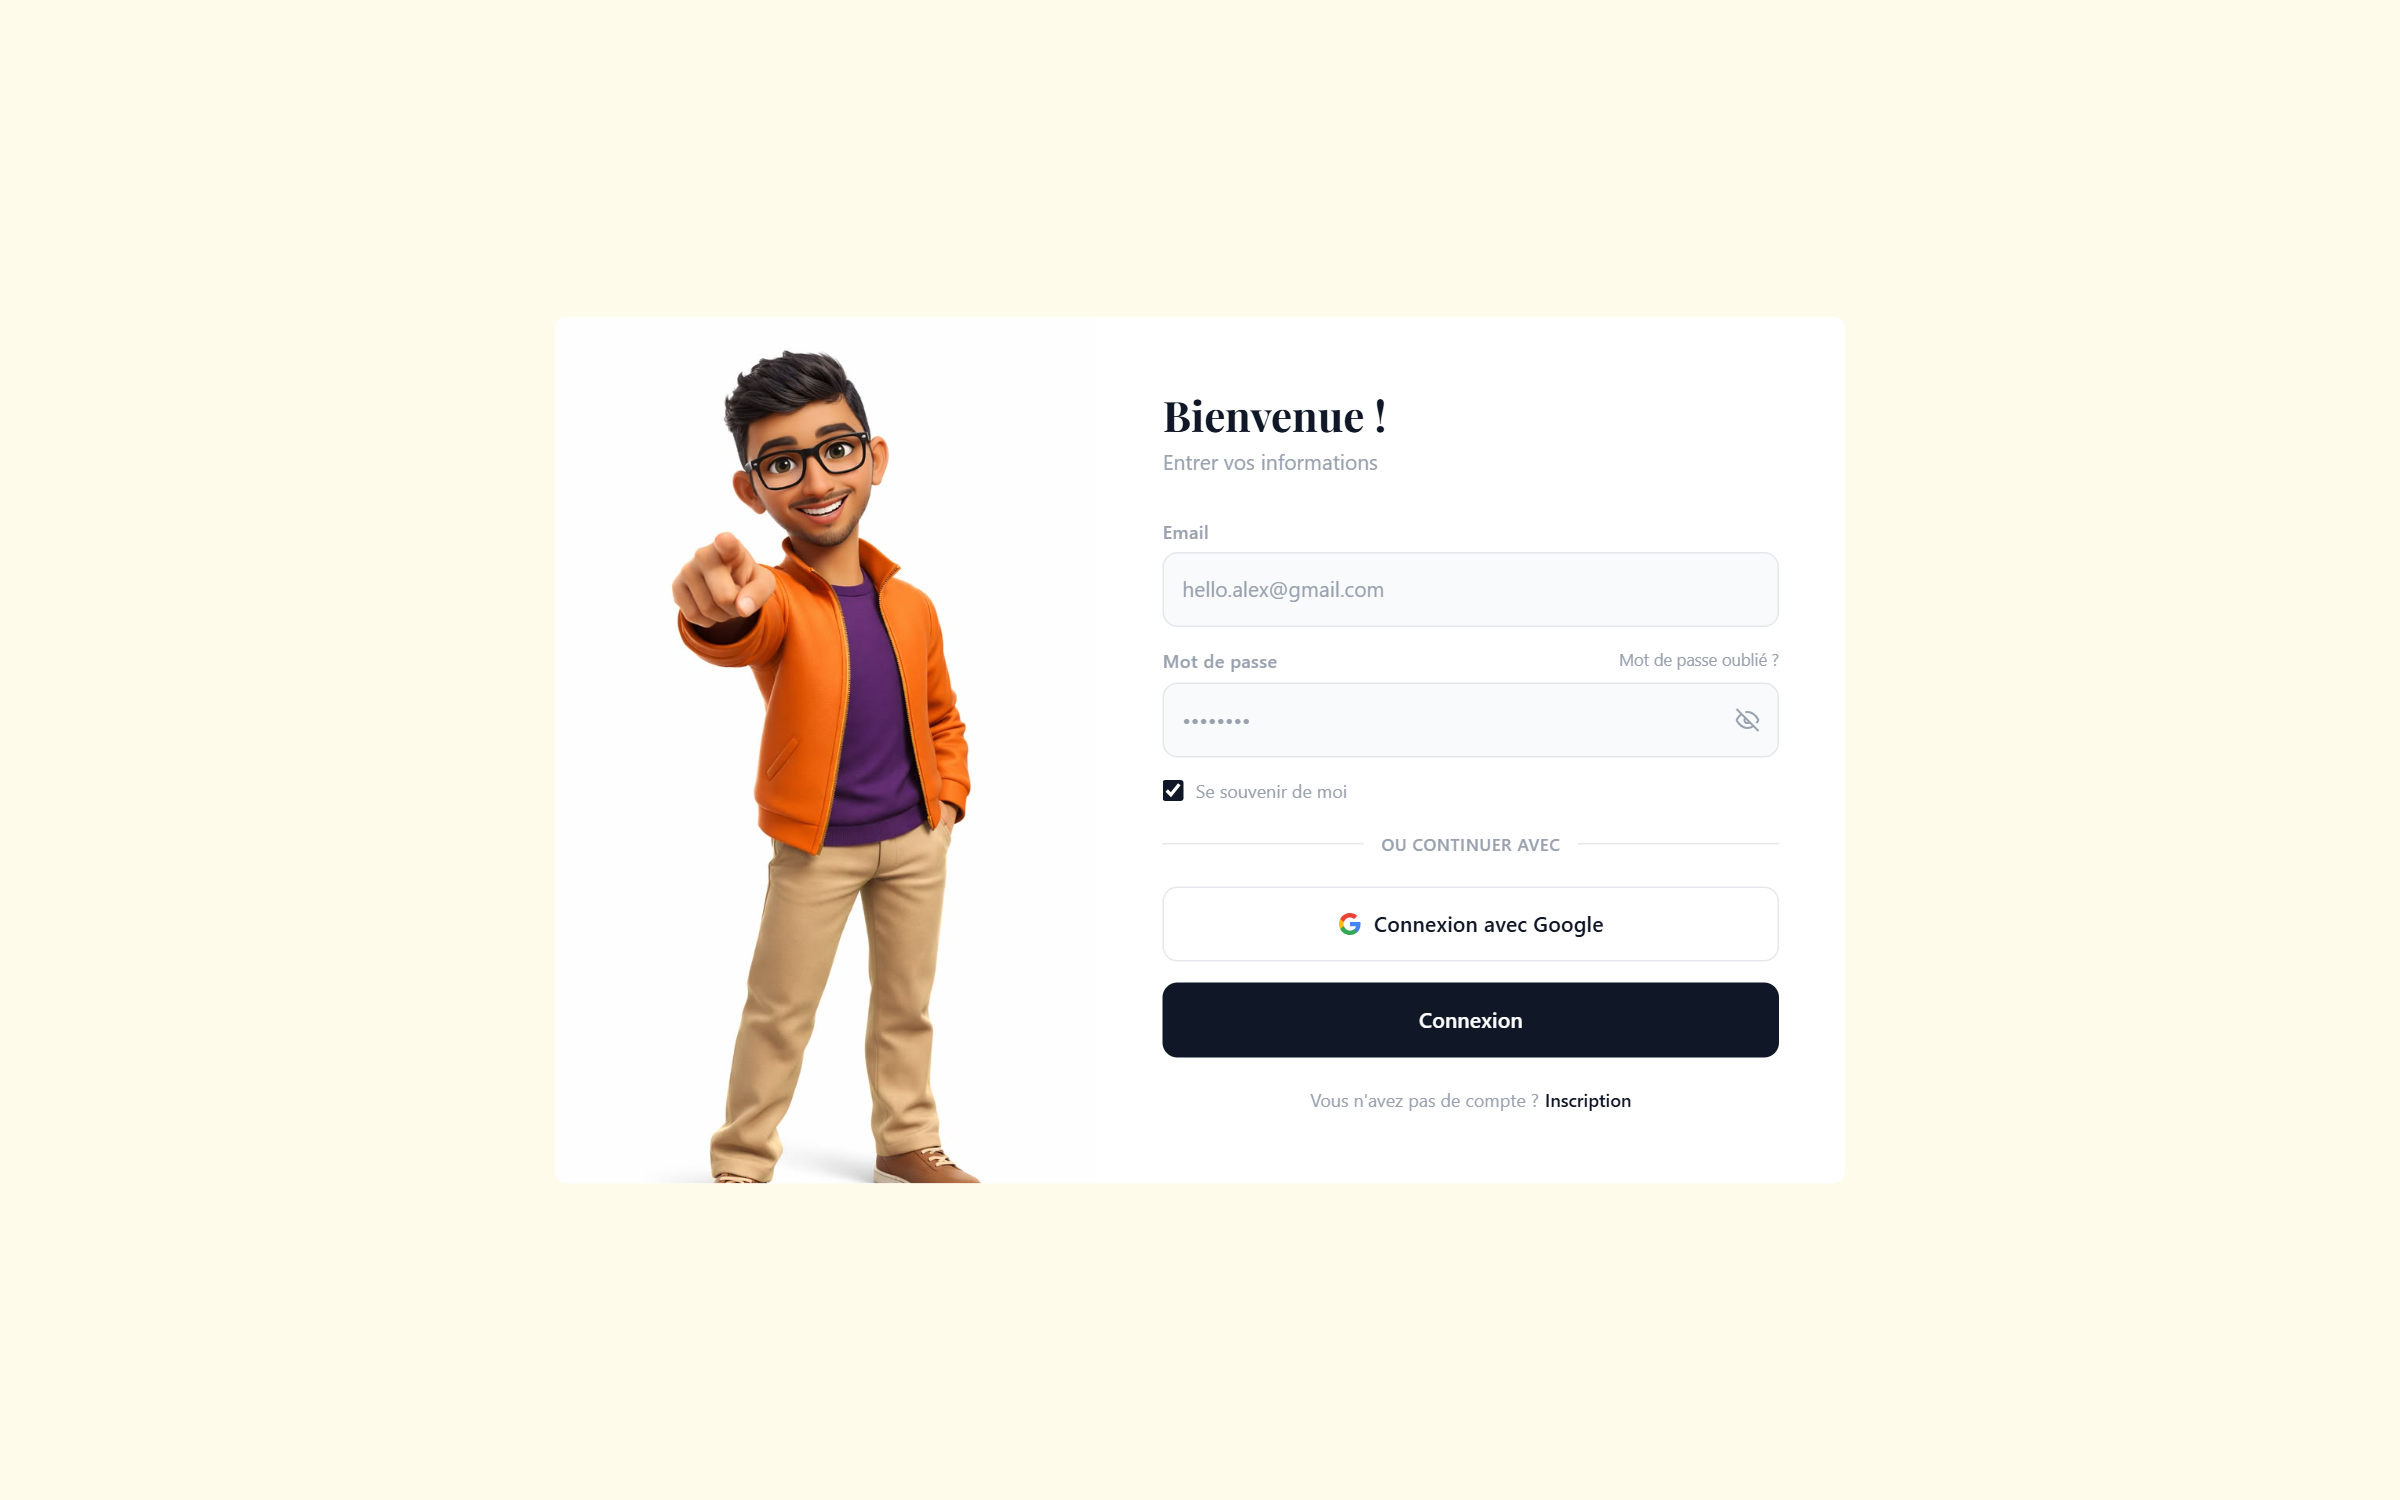 Bienvenue !
Entrer vos informations
Email
hello.alex@gmail.com
Mot de passe
Mot de passe oublié ?
••••••••
Se souvenir de moi
OU CONTINUER AVEC
Connexion avec Google
Connexion
Vous n'avez pas de compte ? Inscription